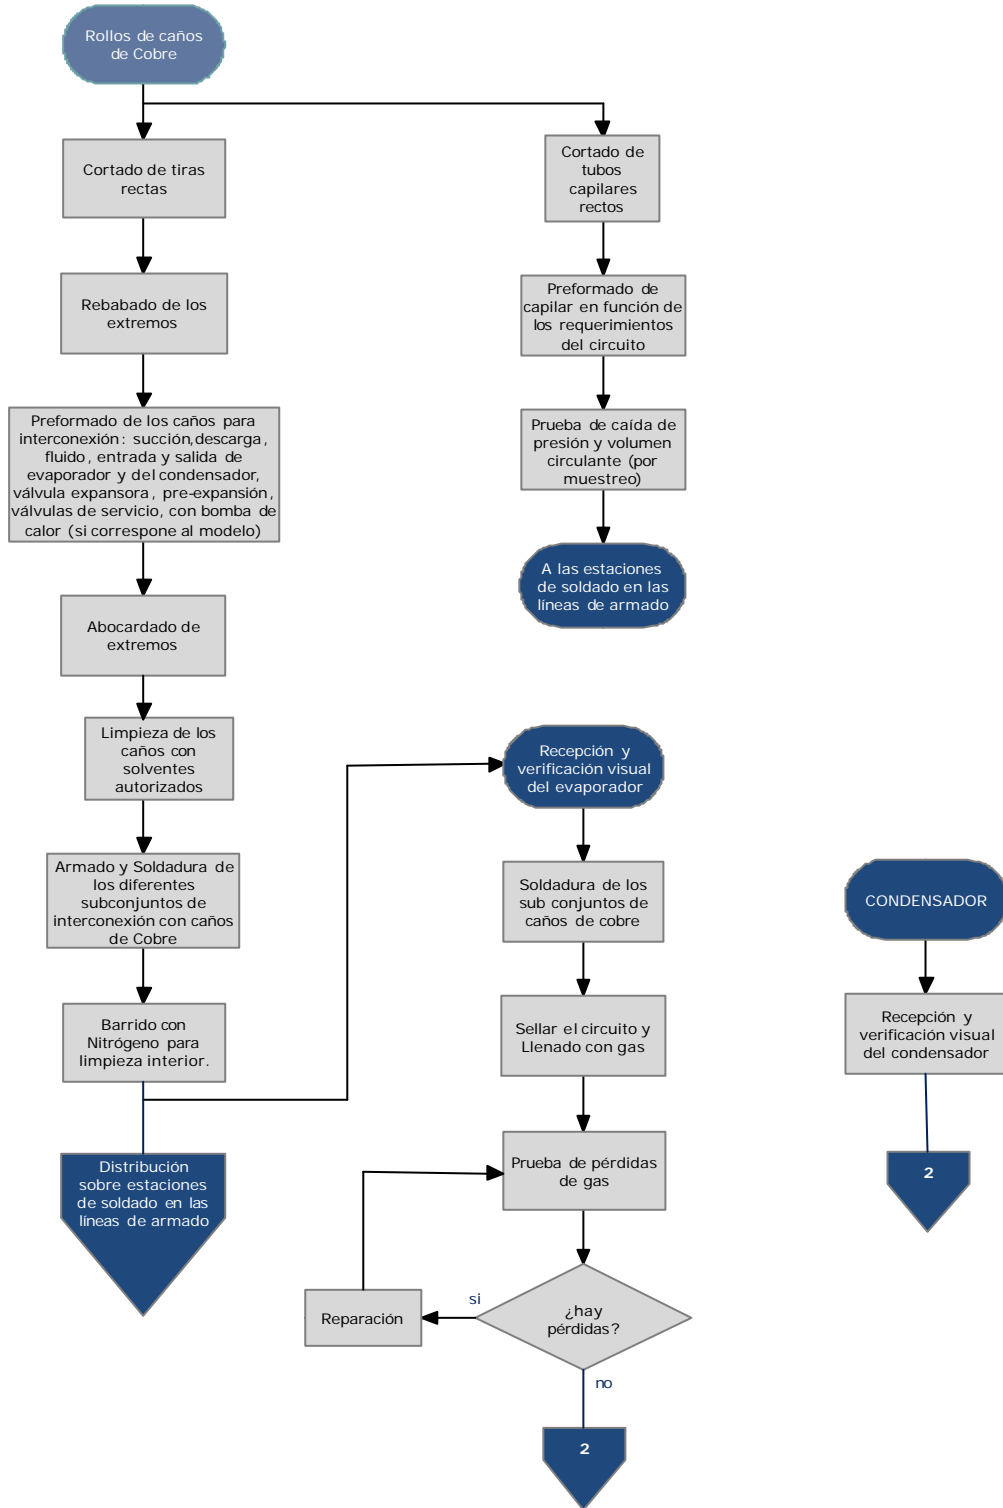 Rollos de caños
de Cobre
Cortado de tiras
rectas
Rebabado de los
extremos
Preformado de los caños para
interconexión: succión,descarga,
fluido, entrada y salida de
evaporador y del condensador,
válvula expansora, pre-expansión,
válvulas de servicio, con bomba de
calor (si correspone al modelo)
Abocardado de
extremos
Limpieza de los
caños con
solventes
autorizados
Armado y Soldadura de
los diferentes
subconjuntos de
interconexión con caños
de Cobre
Barrido con
Nitrógeno para
limpieza interior.
Distribución
sobre estaciones
de soldado en las
líneas de armado
Cortado de
tubos
capilares
rectos
Preformado de
capilar en función de
los requerimientos
del circuito
Prueba de caída de
presión y volumen
circulante (por
muestreo)
A las estaciones
de soldado en las
líneas de armado
Recepción y
verificación visual
del evaporador
Soldadura de los
sub conjuntos de
caños de cobre
Sellar el circuito y
Llenado con gas
Prueba de pérdidas
de gas
¿hay
pérdidas?
si
Reparación
no
2
CONDENSADOR
Recepción y
verificación visual
del condensador
2